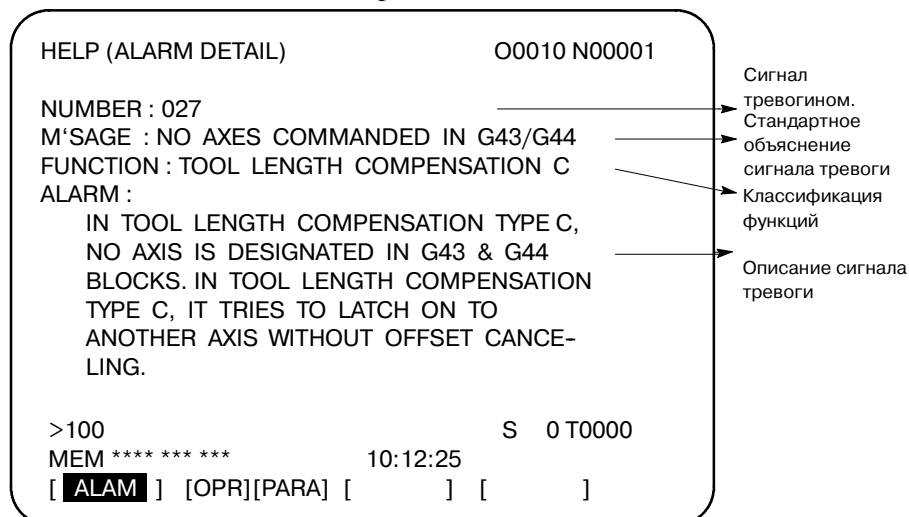 HELP (ALARM DETAIL) O0010 N00001
NUMBER : 027
M‘SAGE : NO AXES COMMANDED IN G43/G44
FUNCTION : TOOL LENGTH COMPENSATION C
ALARM :
IN TOOL LENGTH COMPENSATION TYPE C,
NO AXIS IS DESIGNATED IN G43 & G44
BLOCKS. IN TOOL LENGTH COMPENSATION
TYPE C, IT TRIES TO LATCH ON TO
ANOTHER AXIS WITHOUT OFFSET CANCE-
LING.
>100 S 0 T0000
MEM **** *** *** 10:12:25
[ ALAM ] [OPR][PARA] [ ] [ ]
Сигнал
тревогином.
Стандартное
объяснение
сигнала тревоги
Классификация
функций
Описание сигнала
тревоги